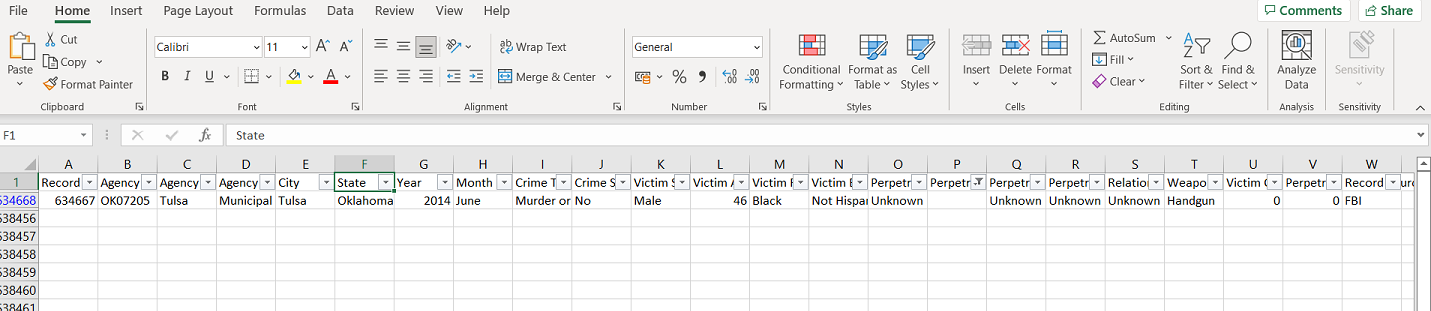 File Home Insert Page Layout Formulas Data Review View Help Comments Share
Paste Cut Copy Format Painter Clipboard
Calibri 11 A A B I U A Font
ab Wrap Text Merge & Center Alignment
General % Number
Conditional Formatting Format as Table Cell Styles Styles
Insert Delete Format Cells
AutoSum Fill Clear Sort & Filter Find & Select Editing
Analyze Data Analysis
Sensitivity Sensitivity
F1 fx State
A B C D E F G H I J K L M N O P Q R S T U V W
1 Record Agency Agency Agency City State Year Month Crime T Crime S Victim S Victim Victim Victim Perpetr Perpetr Perpetr Perpetr Relation Weapo Victim Perpetr Record
634668 634667 OK07205 Tulsa Municipal Tulsa Oklahoma 2014 June Murder or No Male 46 Black Not Hispa Unknown Unknown Unknown Unknown Handgun 0 0 FBI
638456
638457
638458
638459
638460
638461